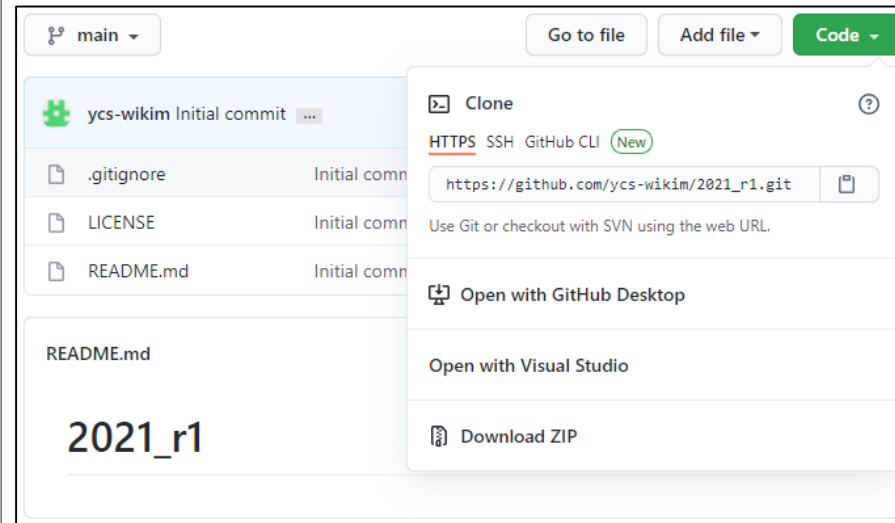 main
Go to file
Add file
Code
ycs-wikim Initial commit ...
Clone
HTTPS SSH GitHub CLI New
.gitignore Initial comm
https://github.com/ycs-wikim/2021_r1.git
LICENSE Initial comm
Use Git or checkout with SVN using the web URL.
README.md Initial comm
Open with GitHub Desktop
README.md
Open with Visual Studio
2021_r1
Download ZIP